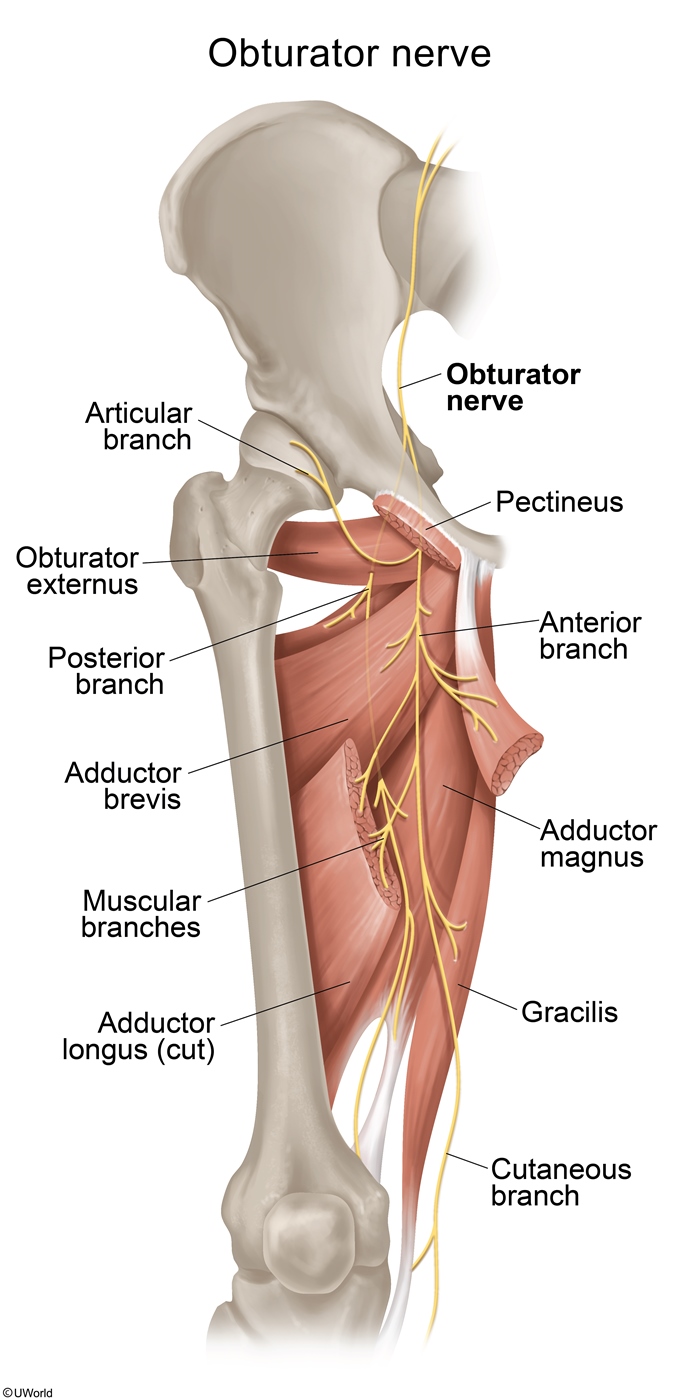 Obturator nerve
Obturator
nerve
Articular
branch
Pectineus
Obturator
externus
Anterior
branch
Posterior
branch
Adductor
brevis
Adductor
magnus
Muscular
branches
Gracilis
Adductor
longus (cut)
Cutaneous
branch
©UWorld